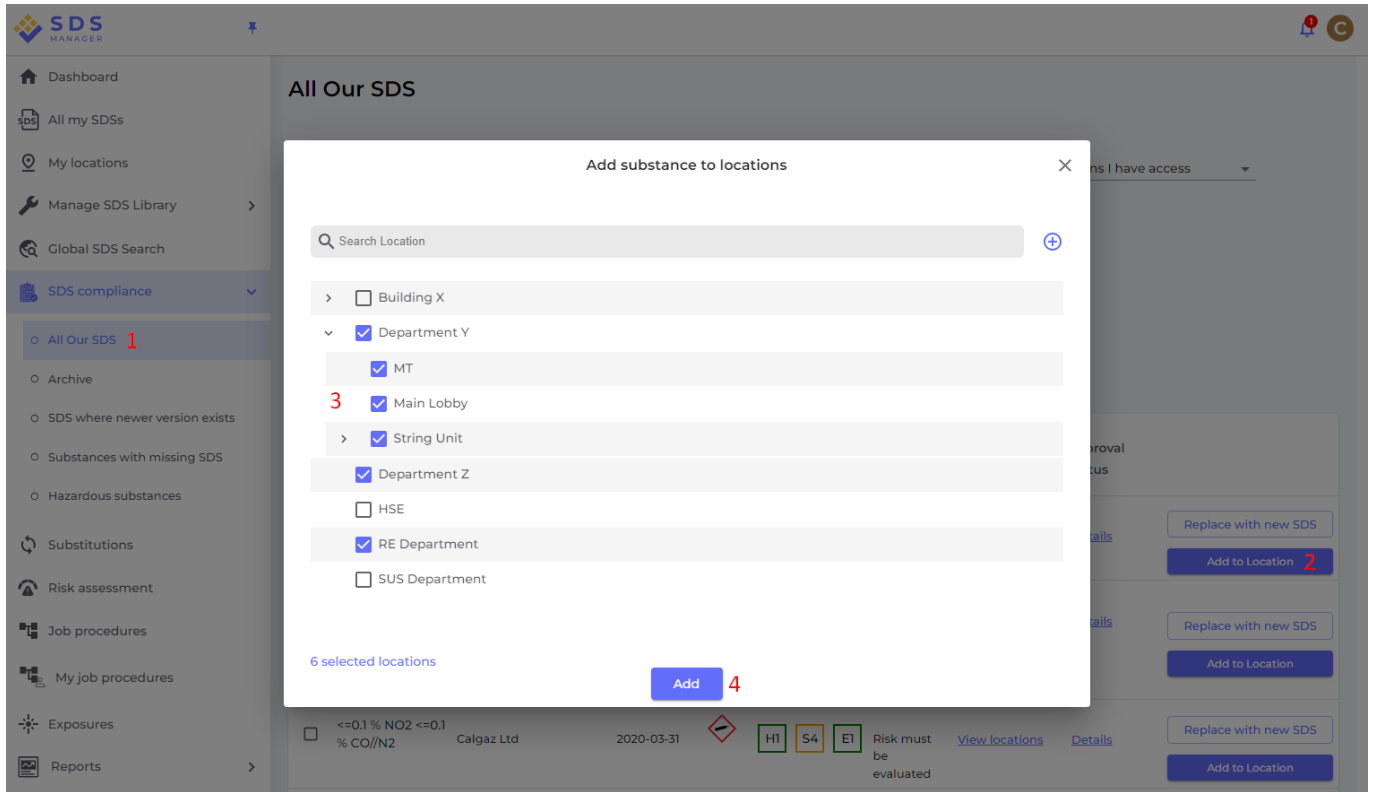 SDS
MANAGER
1
C
Dashboard
All my SDSs
My locations
Manage SDS Library
Global SDS Search
SDS compliance
All Our SDS 1
Archive
SDS where newer version exists
Substances with missing SDS
Hazardous substances
Substitutions
Risk assessment
Job procedures
My job procedures
Exposures
Reports
All Our SDS
ns I have access
Add substance to locations
Search Location
Building X
Department Y
MT
3 Main Lobby
String Unit
Department Z
HSE
RE Department
SUS Department
6 selected locations
Add 4
proval
tus
tails
Replace with new SDS
Add to Location 2
tails
Replace with new SDS
Add to Location
<=0.1 % NO2 <=0.1
% CO//N2
Calgaz Ltd
2020-03-31
H1 S4 E1
Risk must
be
evaluated
View locations
Details
Replace with new SDS
Add to Location